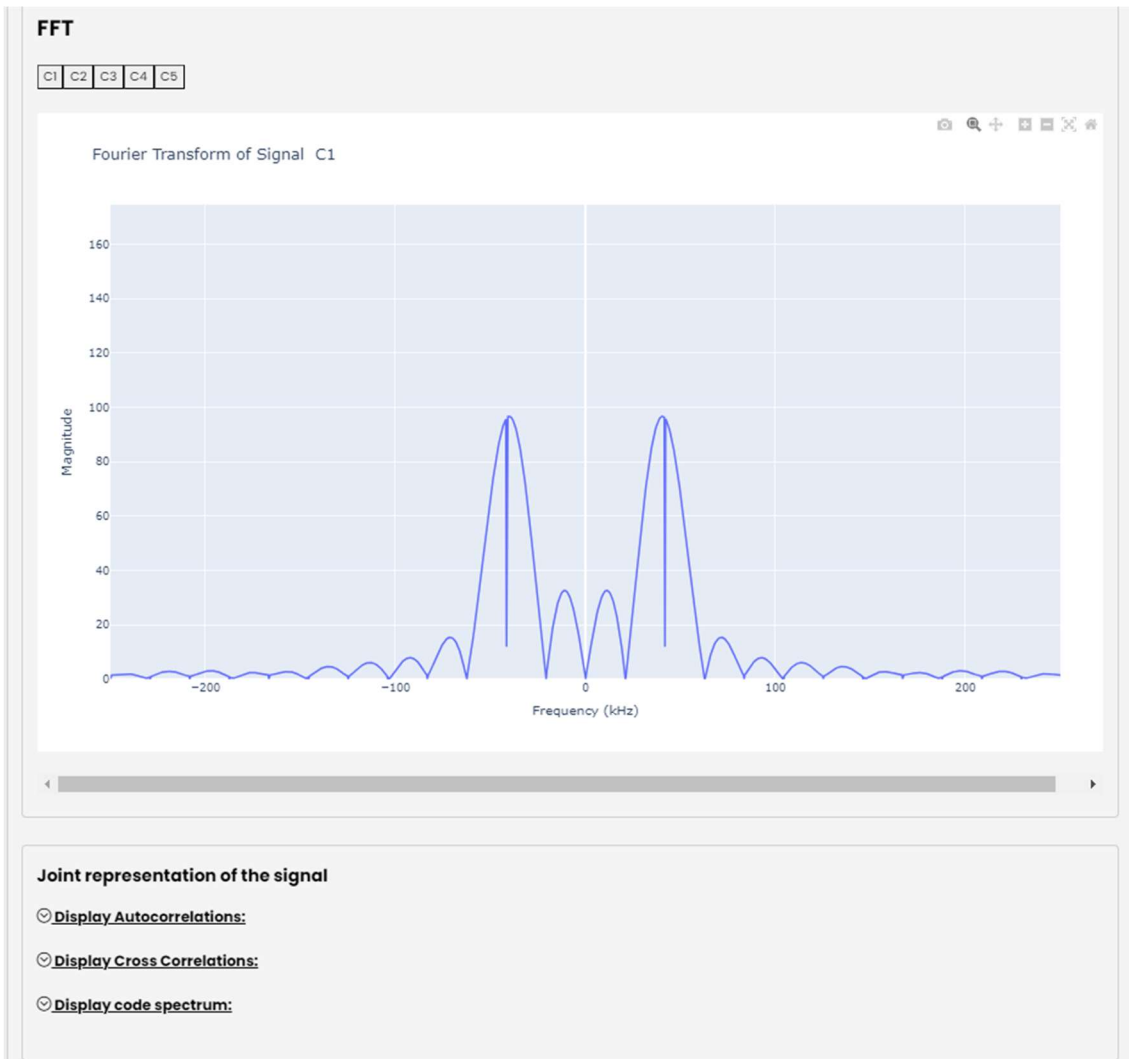 FFT
C1 C2 C3 C4 C5
Fourier Transform of Signal C1
160
140
120
100
80
60
40
20
0
Magnitude
−200 −100 0 100 200
Frequency (kHz)
Joint representation of the signal
Display Autocorrelations:
Display Cross Correlations:
Display code spectrum: